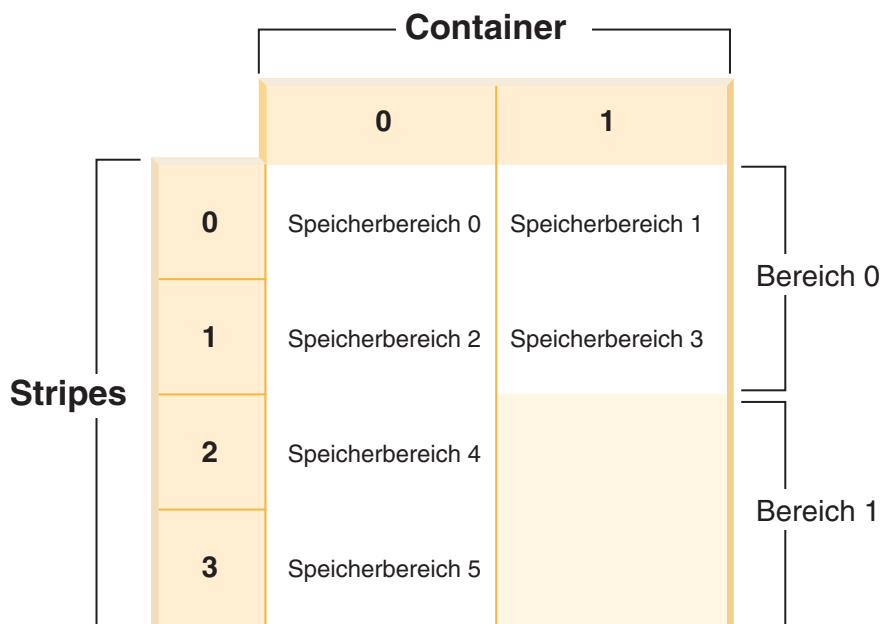 Container
0 1
0 Speicherbereich 0 Speicherbereich 1
Bereich 0
1 Speicherbereich 2 Speicherbereich 3
Stripes
2 Speicherbereich 4
Bereich 1
3 Speicherbereich 5